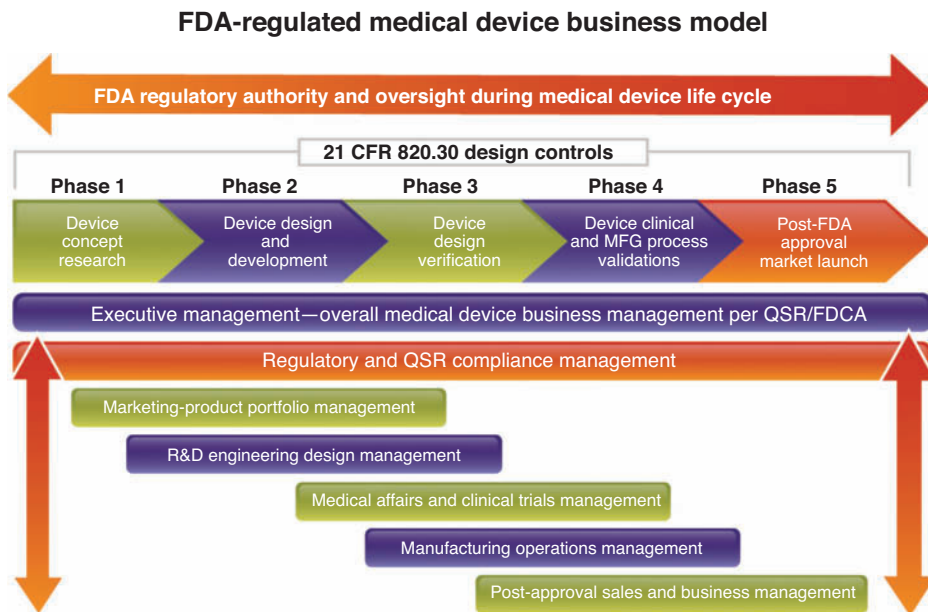 FDA-regulated medical device business model
FDA regulatory authority and oversight during medical device life cycle
21 CFR 820.30 design controls
Phase 1
Phase 2
Phase 3
Phase 4
Phase 5
Device
concept
research
Device design
and
development
Device
design
verification
Device clinical
and MFG process
validations
Post-FDA
approval
market launch
Executive management—overall medical device business management per QSR/FDCA
Regulatory and QSR compliance management
Marketing-product portfolio management
R&D engineering design management
Medical affairs and clinical trials management
Manufacturing operations management
Post-approval sales and business management